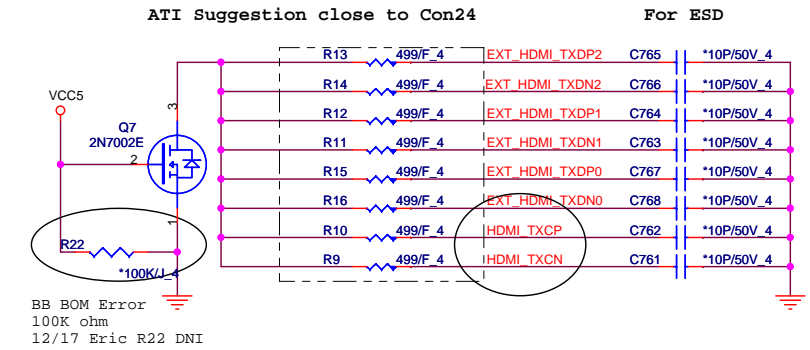 ATI Suggestion close to Con24 For ESD
R13 499/F_4 EXT_HDMI_TXDP2 C765 *10P/50V_4
R14 499/F_4 EXT_HDMI_TXDN2 C766 *10P/50V_4
VCC5
R12 499/F_4 EXT_HDMI_TXDP1 C764 *10P/50V_4
3
Q7
2N7002E
R11 499/F_4 EXT_HDMI_TXDN1 C763 *10P/50V_4
2
R15 499/F_4 EXT_HDMI_TXDP0 C767 *10P/50V_4
R16 499/F_4 EXT_HDMI_TXDN0 C768 *10P/50V_4
1
R10 499/F_4 HDMI_TXCP C762 *10P/50V_4
R22
R9 499/F_4 HDMI_TXCN C761 *10P/50V_4
*100K/J_4
BB BOM Error
100K ohm
12/17 Eric R22 DNI